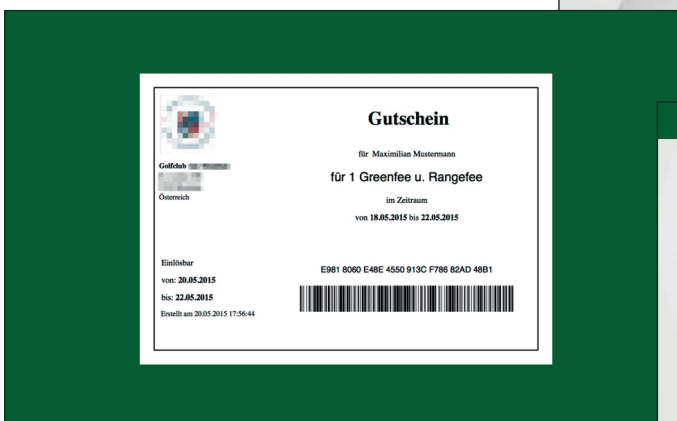 Golfclub
Österreich
Gutschein
für Maximilian Mustermann
für 1 Greenfee u. Rangefee
im Zeitraum
von 18.05.2015 bis 22.05.2015
Einlösbar
von: 20.05.2015
bis: 22.05.2015
Erstellt am 20.05.2015 17:56:44
E981 8060 E48E 4550 913C F786 82AD 48B1